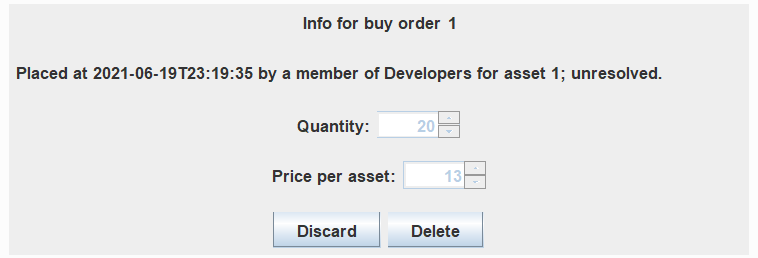 Info for buy order 1
Placed at 2021-06-19T23:19:35 by a member of Developers for asset 1; unresolved.
Quantity: 20
Price per asset: 13
Discard Delete